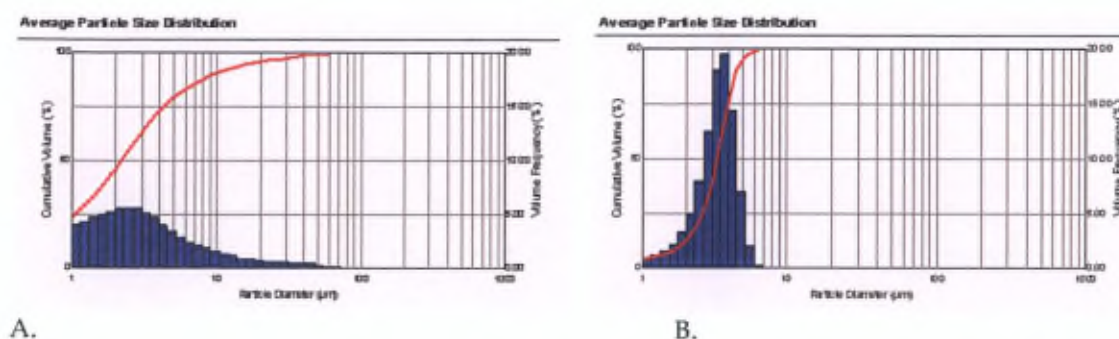 Average Particle Size Distribution
100
50
0
Cumulative Volume (%)
20.00
15.00
10.00
5.00
0.00
Volume Frequency (%)
1
10
100
1000
Particle Diameter (µm)
A.
Average Particle Size Distribution
100
50
0
Cumulative Volume (%)
20.00
15.00
10.00
5.00
0.00
Volume Frequency (%)
1
10
100
1000
Particle Diameter (µm)
B.